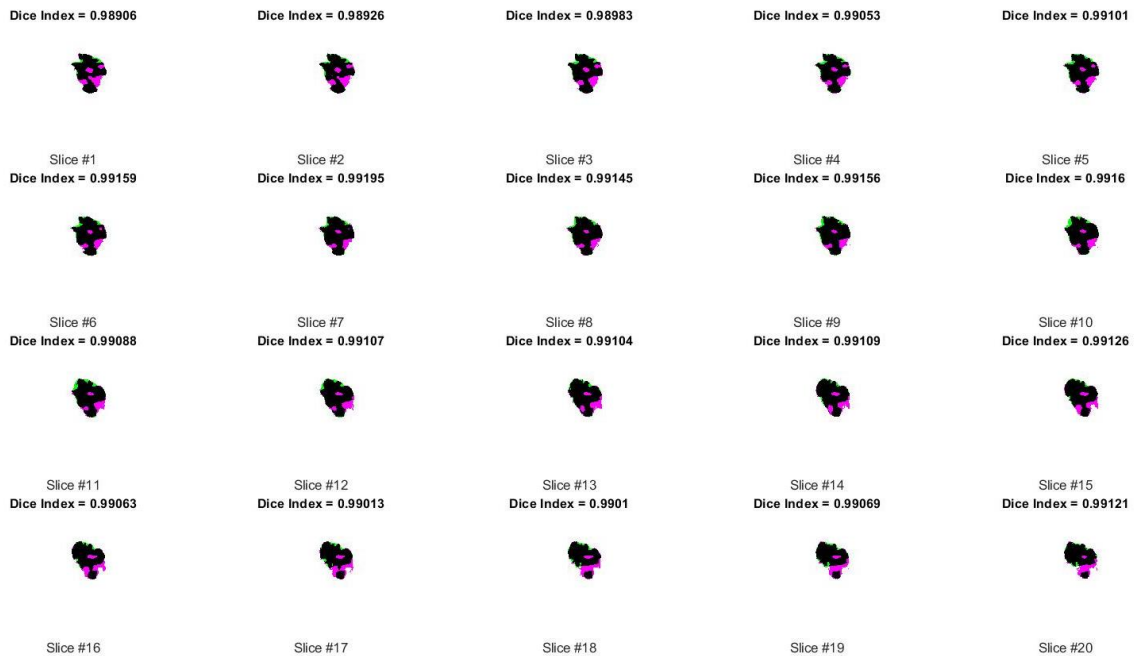 Dice Index = 0.98906
Dice Index = 0.98926
Dice Index = 0.98983
Dice Index = 0.99053
Dice Index = 0.99101
Slice #1
Slice #2
Slice #3
Slice #4
Slice #5
Dice Index = 0.99159
Dice Index = 0.99195
Dice Index = 0.99145
Dice Index = 0.99156
Dice Index = 0.9916
Slice #6
Slice #7
Slice #8
Slice #9
Slice #10
Dice Index = 0.99088
Dice Index = 0.99107
Dice Index = 0.99104
Dice Index = 0.99109
Dice Index = 0.99126
Slice #11
Slice #12
Slice #13
Slice #14
Slice #15
Dice Index = 0.99063
Dice Index = 0.99013
Dice Index = 0.9901
Dice Index = 0.99069
Dice Index = 0.99121
Slice #16
Slice #17
Slice #18
Slice #19
Slice #20